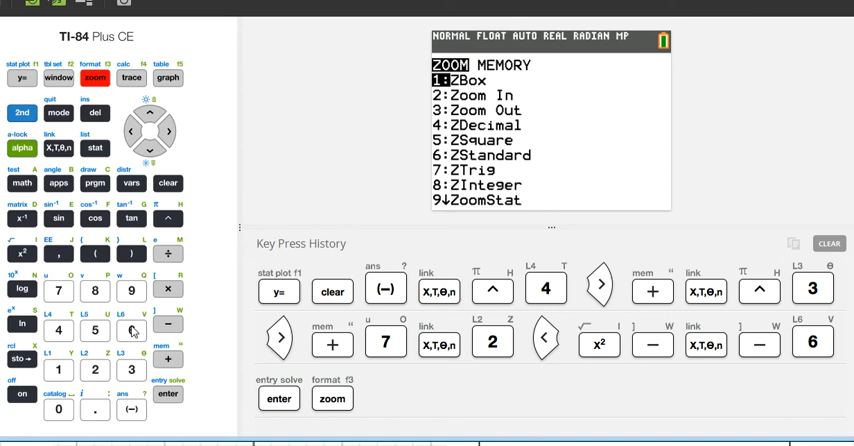 TI-84 Plus CE
stat plot f1 tbl set f2 format f3 calc f4 table f5
y= window zoom trace graph
quit ins
2nd mode del
a-lock link list
alpha X,T,Θ,n stat
test A angle B draw C distr
math apps prgm vars clear
matrix D sin⁻¹ E cos⁻¹ F tan⁻¹ G π H
x⁻¹ sin cos tan ^
√ I EE J { K } L e M
x² , ( ) ÷
10ˣ N u O v P w Q [ R
log 7 8 9 ×
eˣ S L4 T L5 U L6 V ] W
ln 4 5 −
rcl X L1 Y L2 Z L3 Θ mem "
sto→ 1 2 3 +
off catalog ␣ i : ans ? entry solve
on 0 . (−) enter
NORMAL FLOAT AUTO REAL RADIAN MP
ZOOM MEMORY
1:ZBox
2:Zoom In
3:Zoom Out
4:ZDecimal
5:ZSquare
6:ZStandard
7:ZTrig
8:ZInteger
9↓ZoomStat
Key Press History
CLEAR
stat plot f1 ans ? link π H L4 T mem " link π H L3 Θ
y= clear (−) X,T,Θ,n ^ 4 > + X,T,Θ,n ^ 3
mem " u O link L2 Z √ I ] W link ] W L6 V
> + 7 X,T,Θ,n 2 < x² − X,T,Θ,n − 6
entry solve format f3
enter zoom